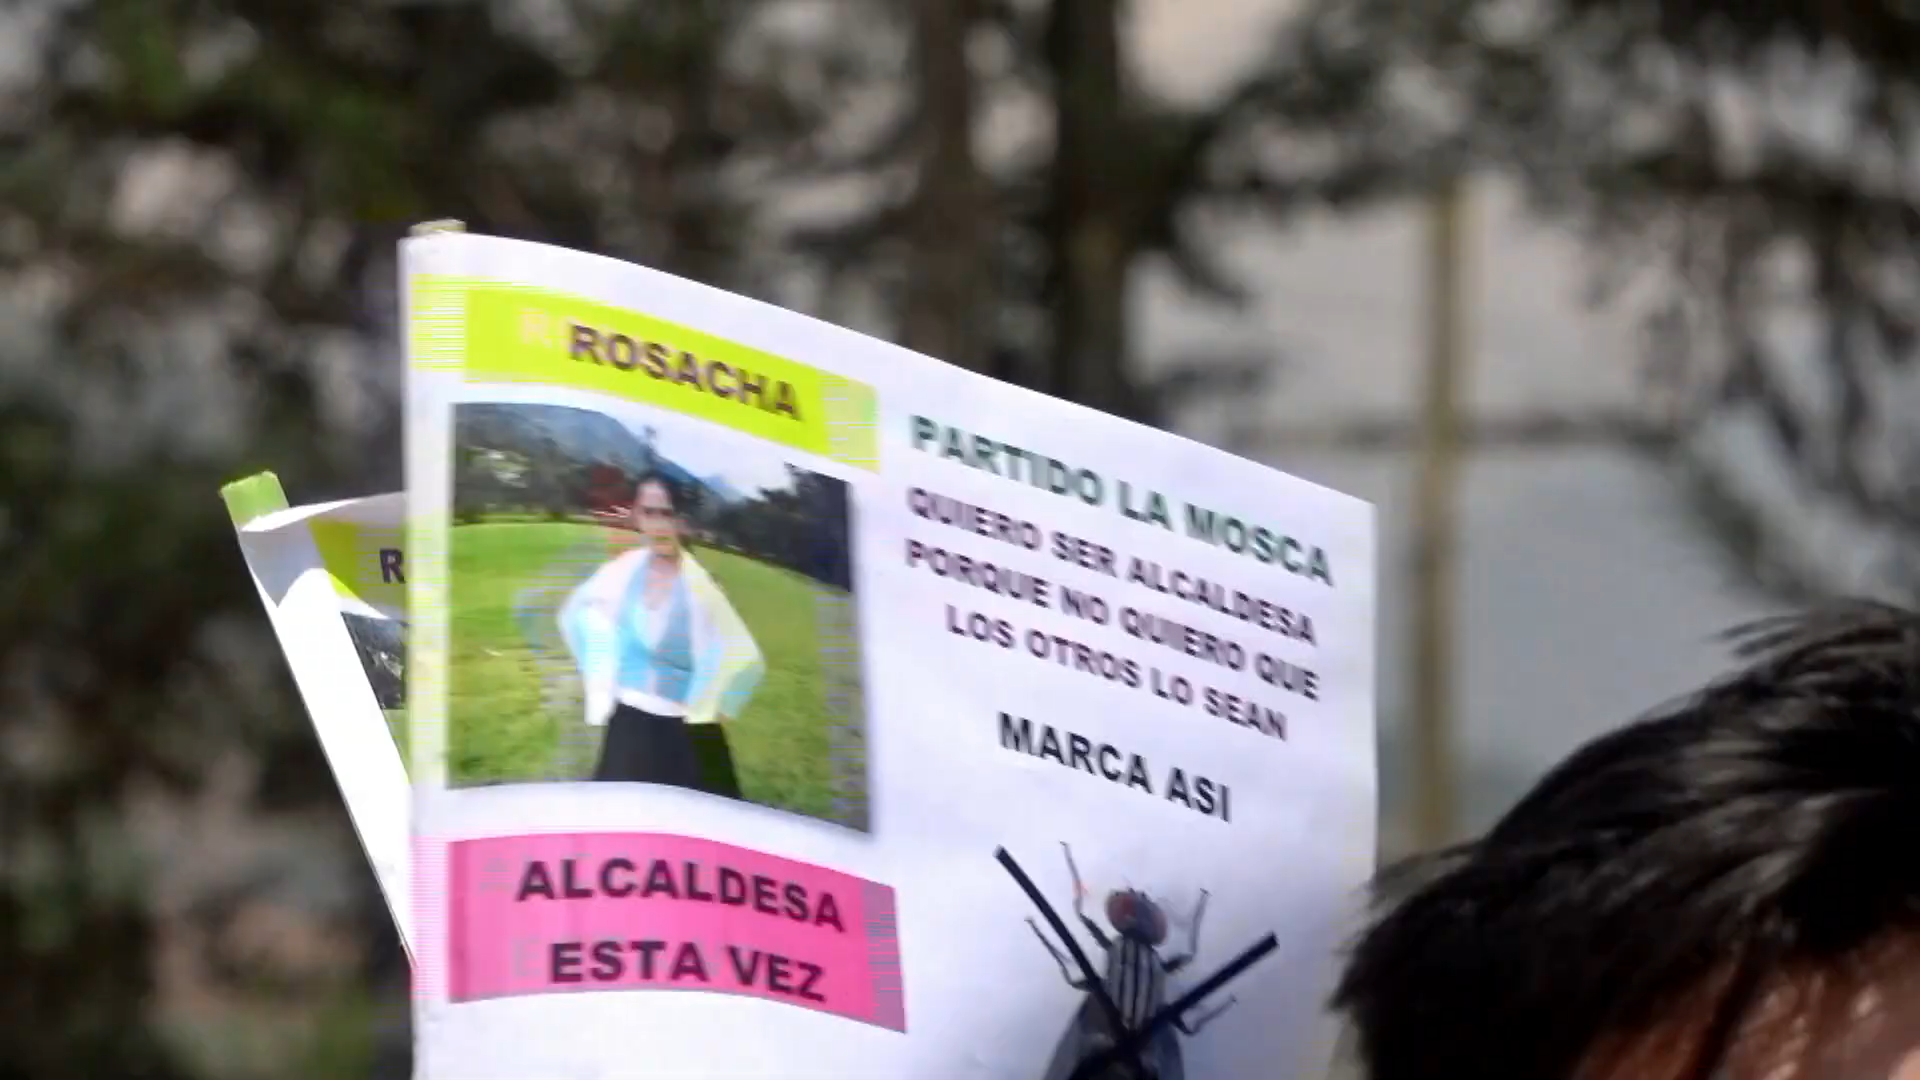 ROSACHA
PARTIDO LA MOSCA
QUIERO SER ALCALDESA
PORQUE NO QUIERO QUE
LOS OTROS LO SEAN
MARCA ASI
ALCALDESA
ESTA VEZ
R